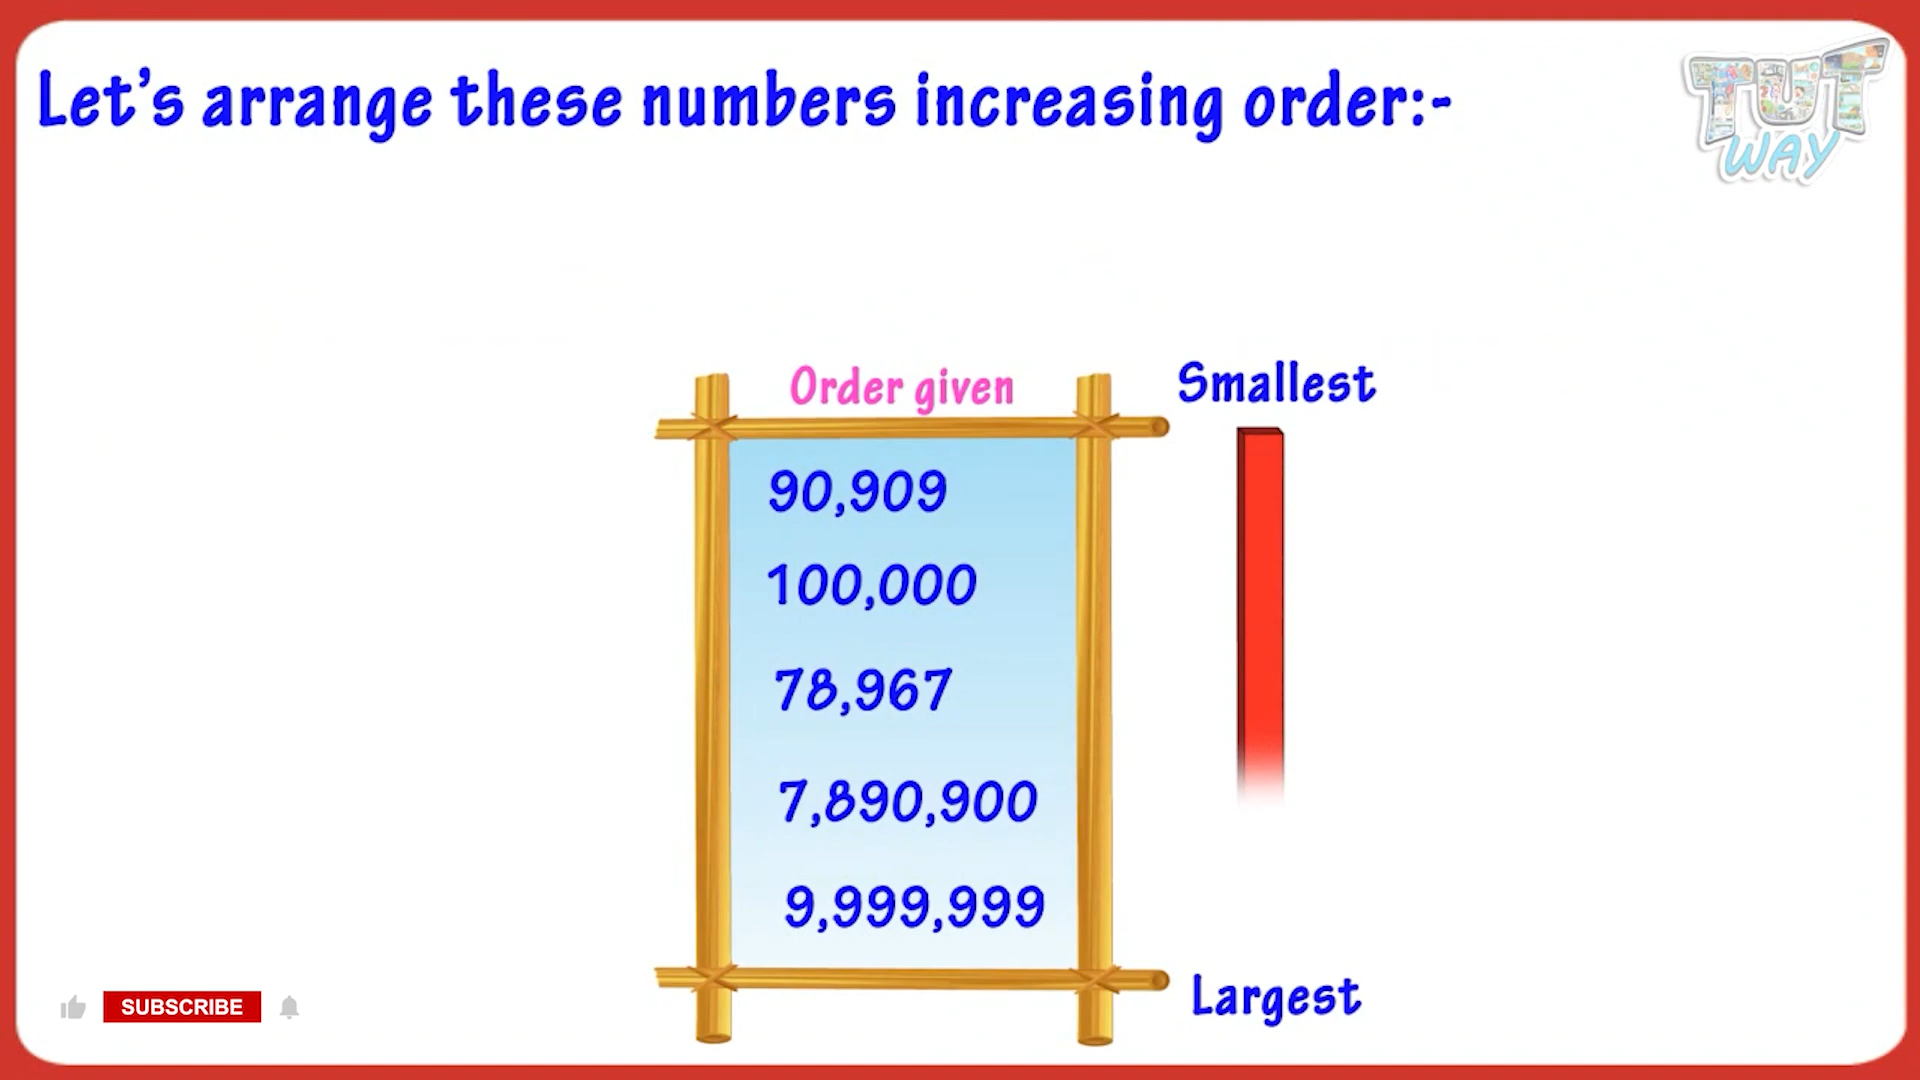 Let's arrange these numbers increasing order:-
TUT
WAY
Order given
Smallest
90,909
100,000
78,967
7,890,900
9,999,999
Largest
SUBSCRIBE